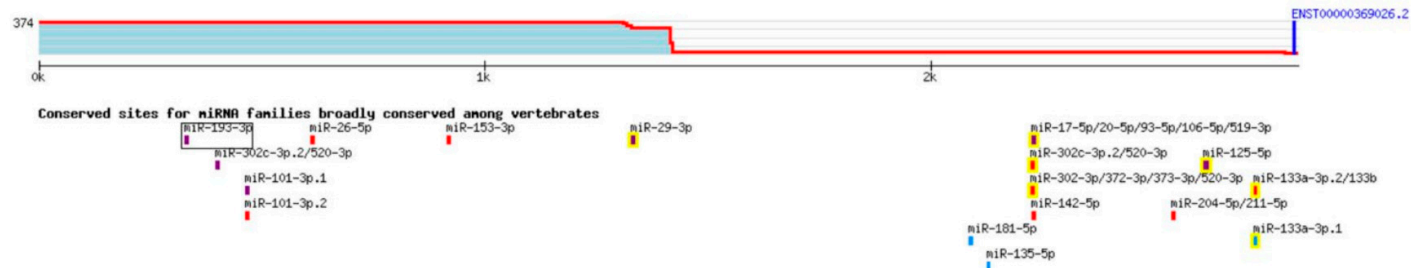 ENST00000369026.2
374
0k 1k 2k
Conserved sites for miRNA families broadly conserved among vertebrates
miR-193-3p miR-26-5p miR-153-3p miR-29-3p miR-17-5p/20-5p/93-5p/106-5p/519-3p
miR-302c-3p.2/520-3p miR-302c-3p.2/520-3p miR-125-5p
miR-101-3p.1 miR-302-3p/372-3p/373-3p/520-3p miR-133a-3p.2/133b
miR-101-3p.2 miR-142-5p miR-204-5p/211-5p
miR-181-5p miR-133a-3p.1
miR-135-5p